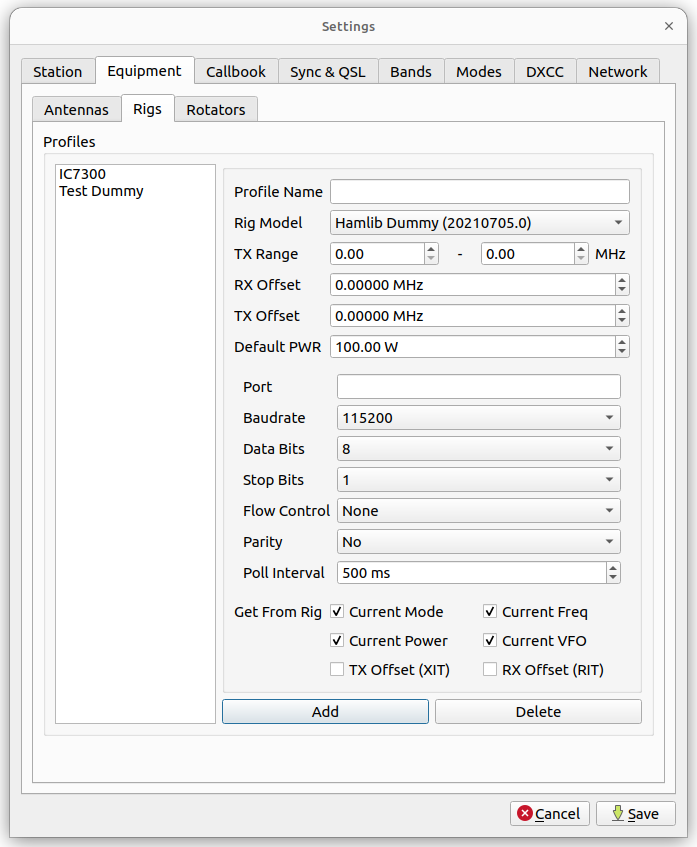 Settings
Station Equipment Callbook Sync & QSL Bands Modes DXCC Network
Antennas Rigs Rotators
Profiles
IC7300
Test Dummy
Profile Name
Rig Model Hamlib Dummy (20210705.0)
TX Range 0.00 - 0.00 MHz
RX Offset 0.00000 MHz
TX Offset 0.00000 MHz
Default PWR 100.00 W
Port
Baudrate 115200
Data Bits 8
Stop Bits 1
Flow Control None
Parity No
Poll Interval 500 ms
Get From Rig Current Mode Current Freq
Current Power Current VFO
TX Offset (XIT) RX Offset (RIT)
Add Delete
Cancel Save